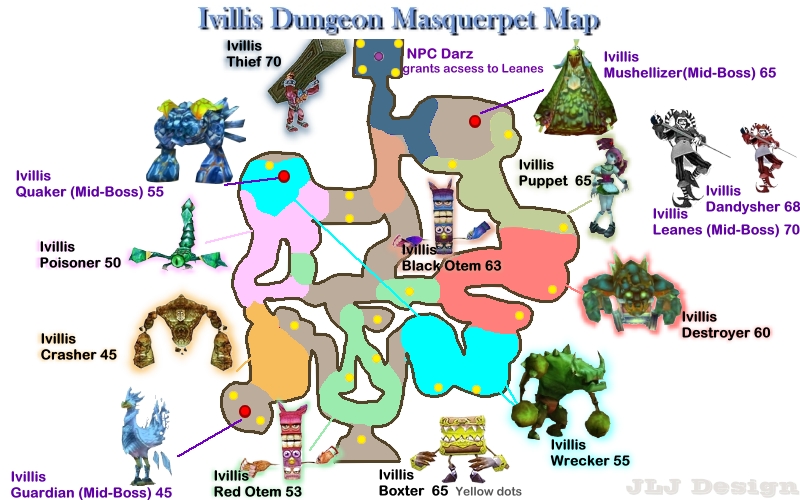 Ivillis Dungeon Masquerpet Map
Ivillis
Thief 70
NPC Darz
grants acsess to Leanes
Ivillis
Mushellizer(Mid-Boss) 65
Ivillis
Quaker (Mid-Boss) 55
Ivillis
Puppet 65
Ivillis
Dandysher 68
Ivillis
Leanes (Mid-Boss) 70
Ivillis
Poisoner 50
Ivillis
Black Otem 63
Ivillis
Crasher 45
Ivillis
Destroyer 60
Ivillis
Wrecker 55
Ivillis
Guardian (Mid-Boss) 45
Ivillis
Red Otem 53
Ivillis
Boxter 65 Yellow dots
JLJ Design